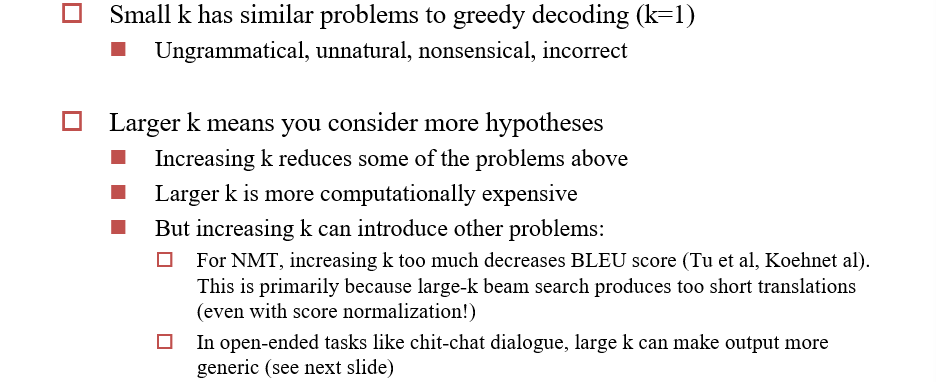 Small k has similar problems to greedy decoding (k=1)
Ungrammatical, unnatural, nonsensical, incorrect
Larger k means you consider more hypotheses
Increasing k reduces some of the problems above
Larger k is more computationally expensive
But increasing k can introduce other problems:
For NMT, increasing k too much decreases BLEU score (Tu et al, Koehnet al).
This is primarily because large-k beam search produces too short translations
(even with score normalization!)
In open-ended tasks like chit-chat dialogue, large k can make output more
generic (see next slide)